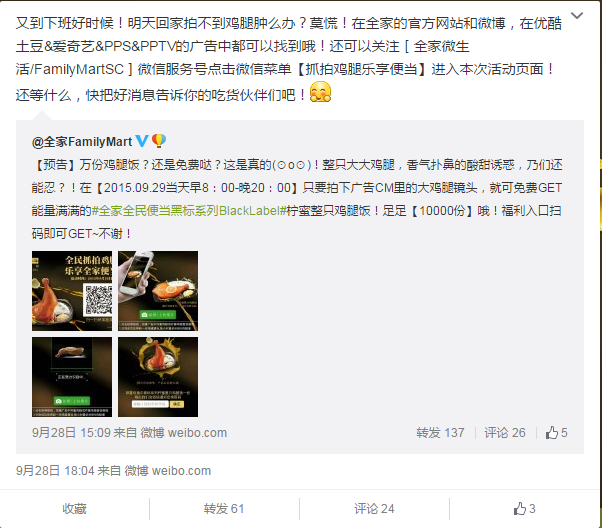 又到下班好时候！明天回家拍不到鸡腿肿么办？莫慌！在全家的官方网站和微博，在优酷
土豆&爱奇艺&PPS&PPTV的广告中都可以找到哦！还可以关注［全家微生
活/FamilyMartSC］微信服务号点击微信菜单【抓拍鸡腿乐享便当】进入本次活动页面！
还等什么，快把好消息告诉你的吃货伙伴们吧！
@全家FamilyMart
【预告】万份鸡腿饭？还是免费哒？这是真的(⊙o⊙)！整只大大鸡腿，香气扑鼻的酸甜诱惑，乃们还
能忍？！在【2015.09.29当天早8：00-晚20：00】只要拍下广告CM里的大鸡腿镜头，就可免费GET
能量满满的#全家全民便当黑标系列BlackLabel#柠蜜整只鸡腿饭！足足【10000份】哦！福利入口扫
码即可GET~不谢！
全民抓拍鸡
乐享全家便
9月28日 15:09 来自 微博 weibo.com
转发 137 评论 26 5
9月28日 18:04 来自 微博 weibo.com
收藏 转发 61 评论 24 3